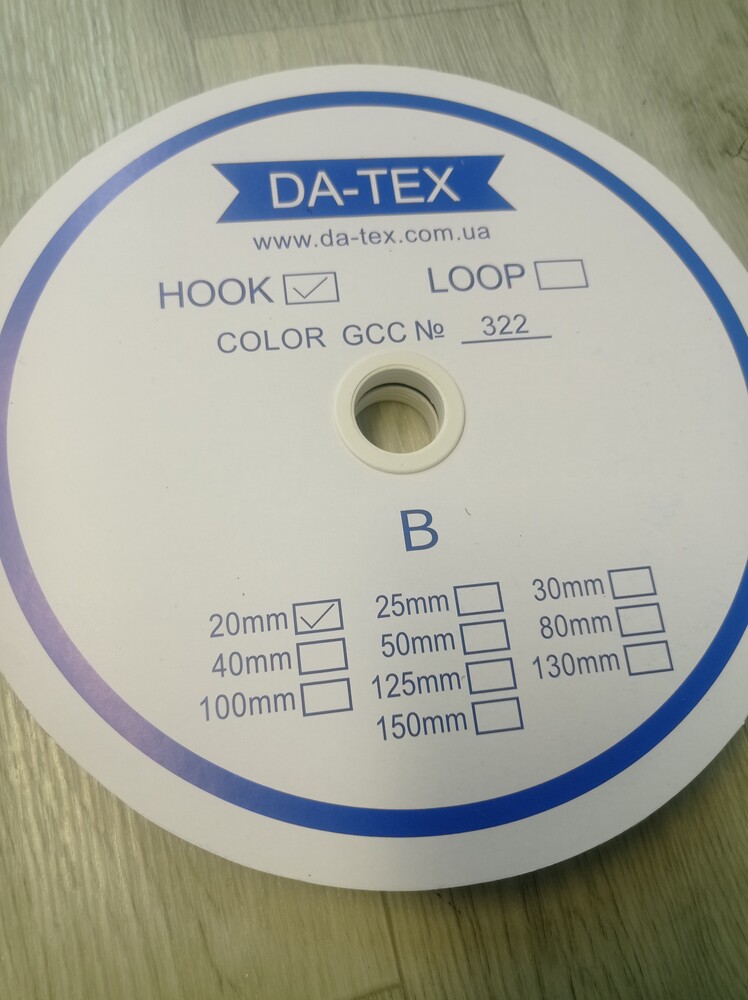 DA-TEX
www.da-tex.com.ua
HOOK LOOP
COLOR GCC № 322
B
20mm 25mm 30mm
40mm 50mm 80mm
100mm 125mm 130mm
150mm